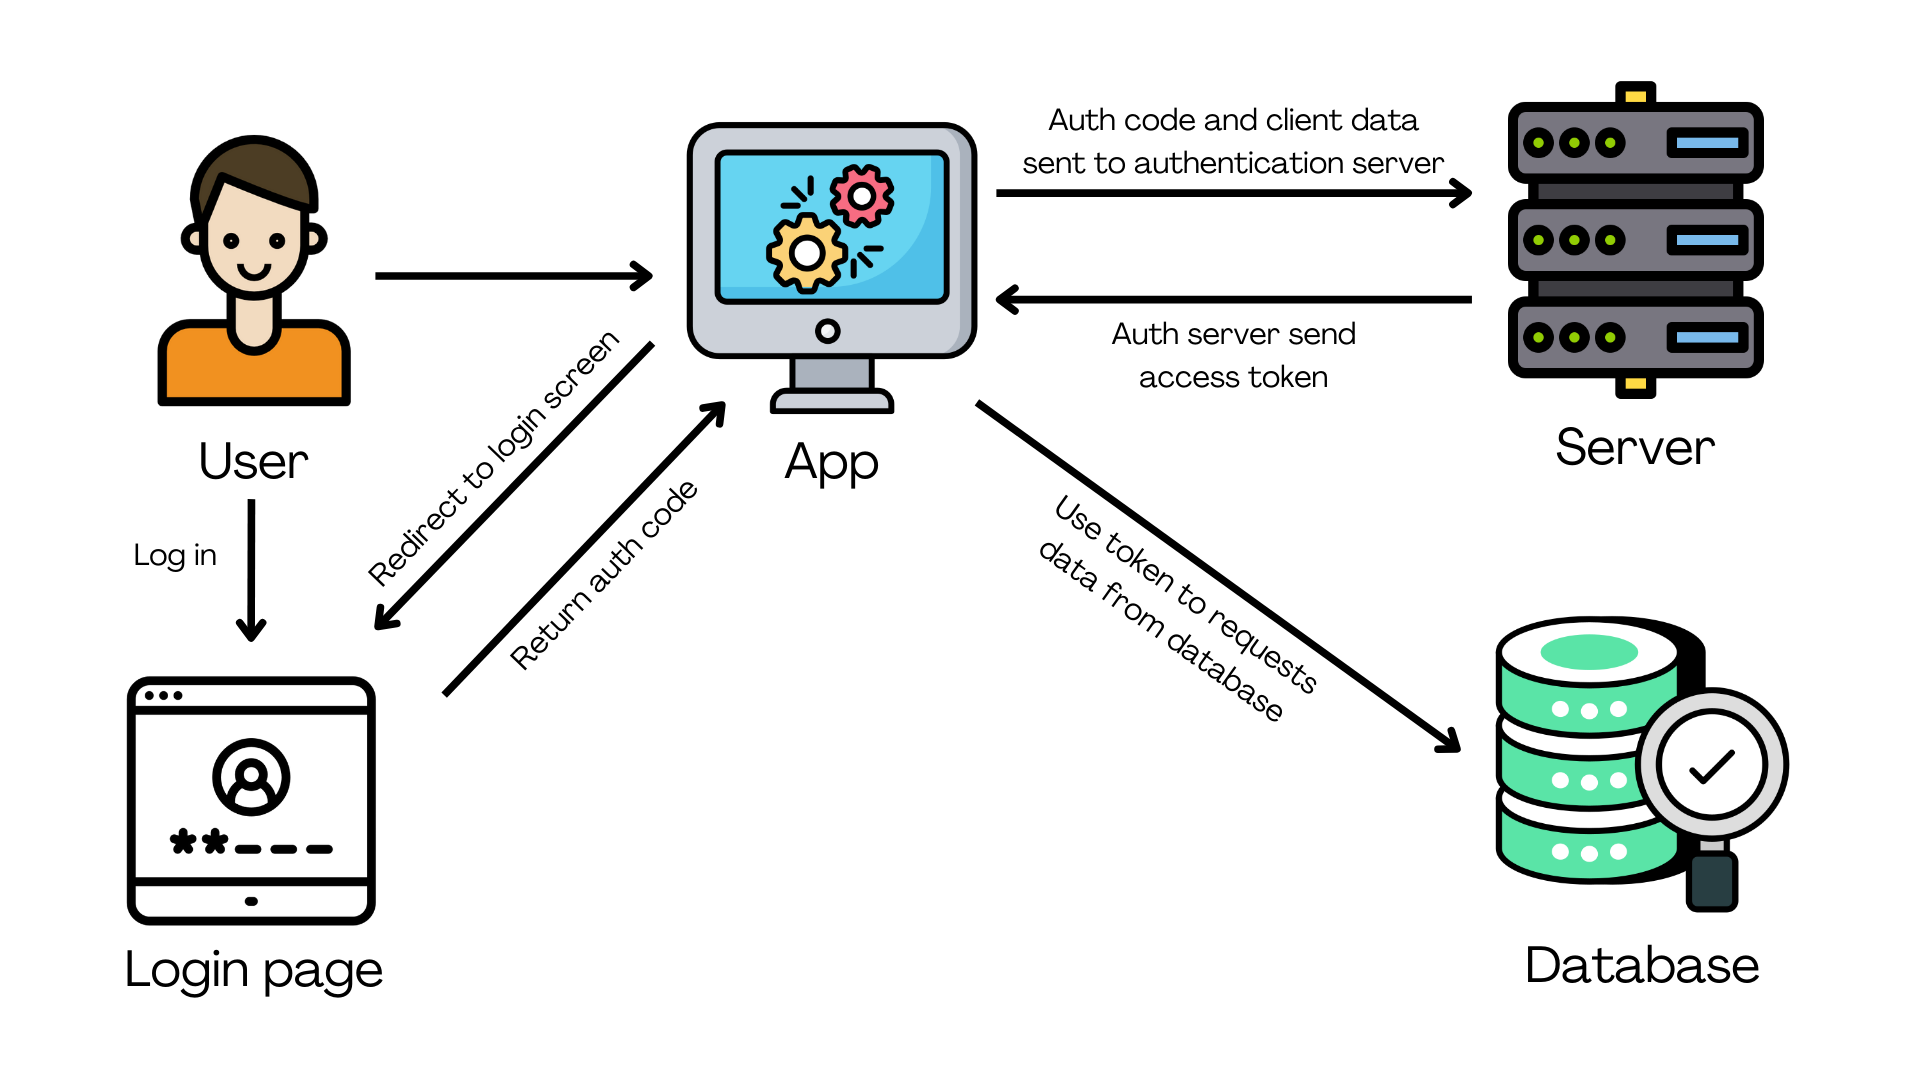 Auth code and client data
sent to authentication server
Auth server send
access token
User
App
Server
Log in
Redirect to login screen
Return auth code
Use token to requests
data from database
**___
Login page
Database